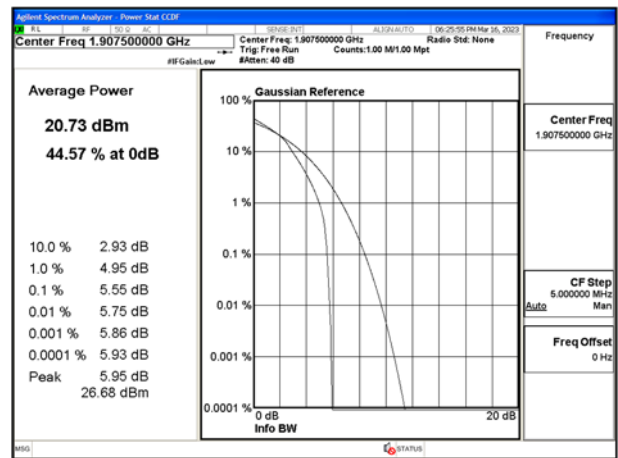 Agilent Spectrum Analyzer - Power Stat CCDF
RL RF 50 Ω AC SENSE:INT ALIGN AUTO 06:25:55 PM Mar 16, 2023
Center Freq 1.907500000 GHz
Center Freq: 1.907500000 GHz Radio Std: None
Trig: Free Run Counts:1.00 M/1.00 Mpt
#IFGain:Low #Atten: 40 dB
Frequency
Average Power
20.73 dBm
44.57 % at 0dB
10.0 % 2.93 dB
1.0 % 4.95 dB
0.1 % 5.55 dB
0.01 % 5.75 dB
0.001 % 5.86 dB
0.0001 % 5.93 dB
Peak 5.95 dB
26.68 dBm
Gaussian Reference
100 %
10 %
1 %
0.1 %
0.01 %
0.001 %
0.0001 %
0 dB 20 dB
Info BW
Center Freq
1.907500000 GHz
CF Step
5.000000 MHz
Auto Man
Freq Offset
0 Hz
MSG STATUS